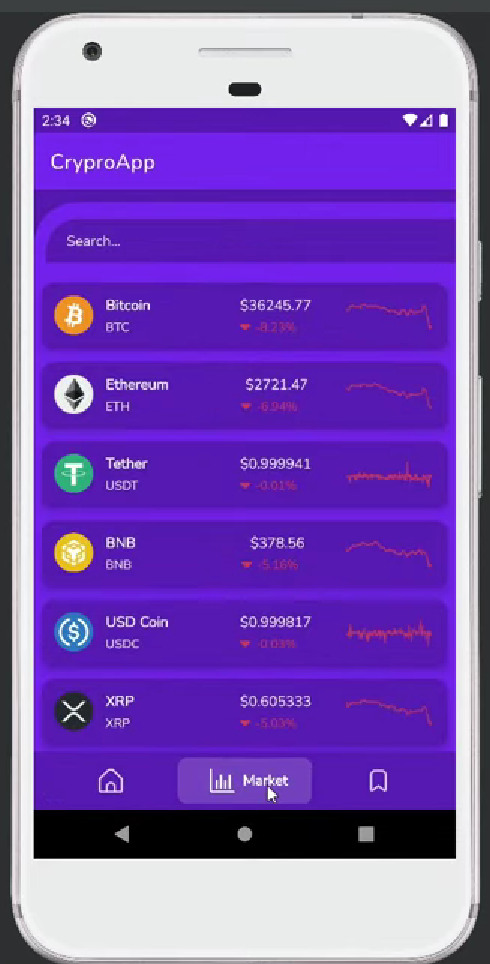 2:34
CryproApp
Search...
Bitcoin $36245.77
BTC -8.23%
Ethereum $2721.47
ETH -6.94%
Tether $0.999941
USDT -0.01%
BNB $378.56
BNB -5.16%
USD Coin $0.999817
USDC -0.03%
XRP $0.605333
XRP -5.03%
Market